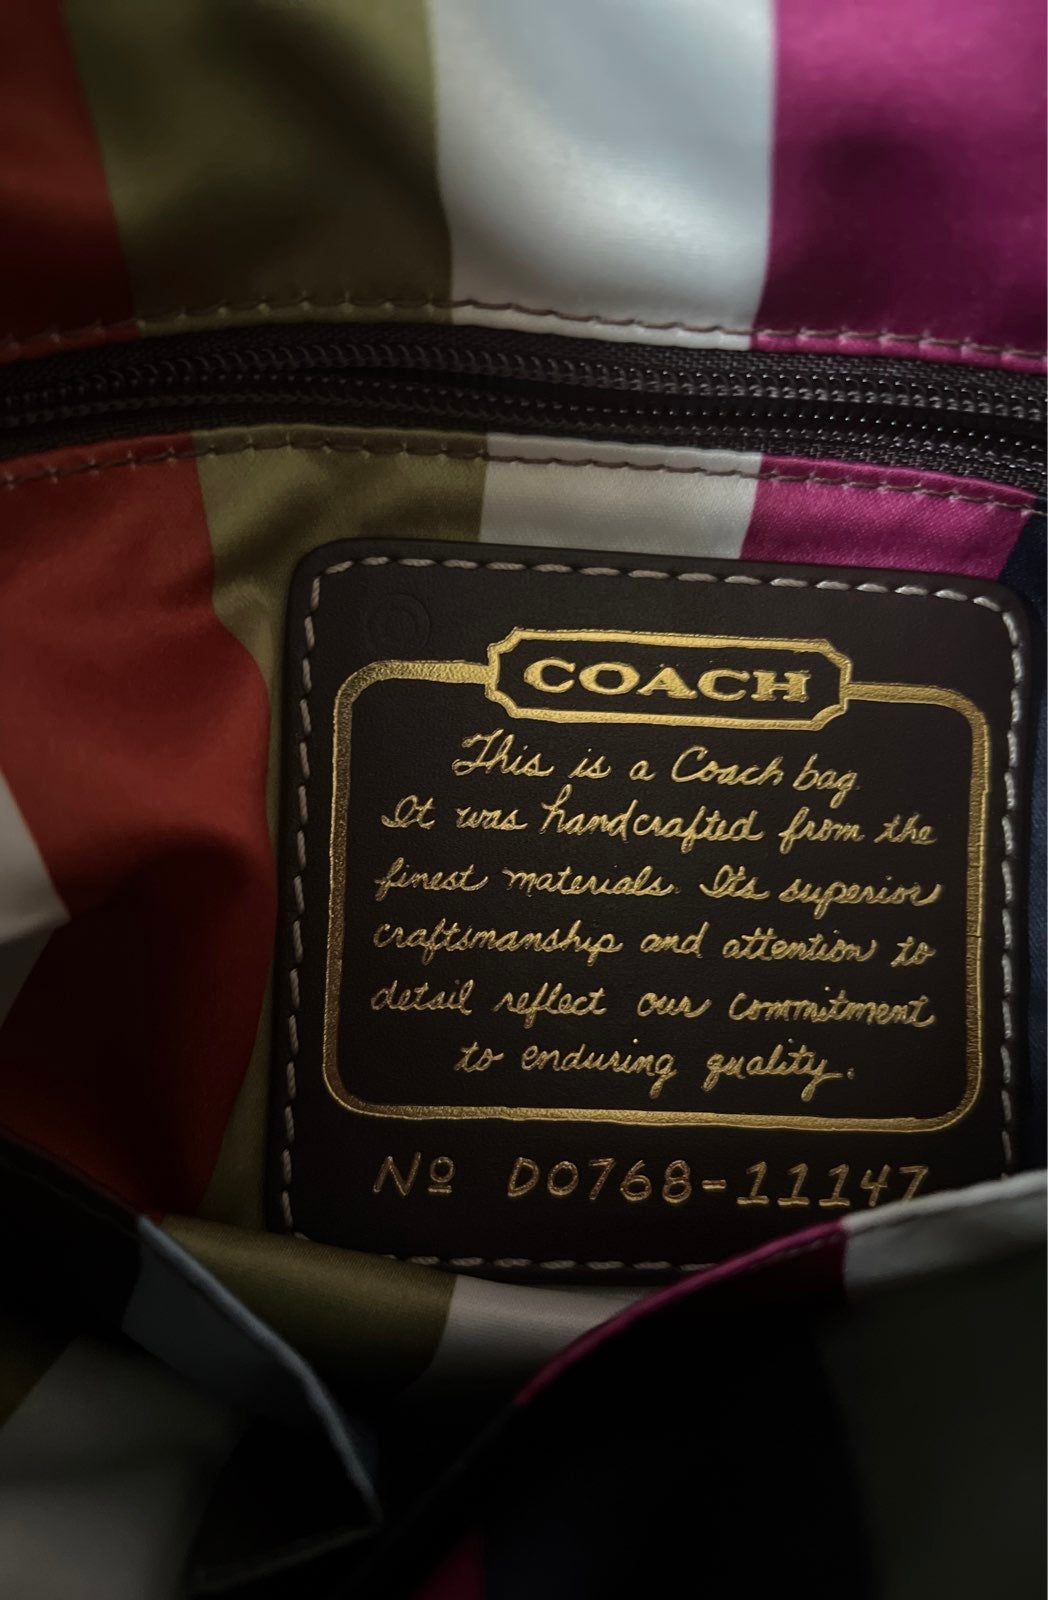 COACH
This is a Coach bag.
It was handcrafted from the
finest materials. Its superior
craftsmanship and attention to
detail reflect our commitment
to enduring quality.
Nº D0768-11147